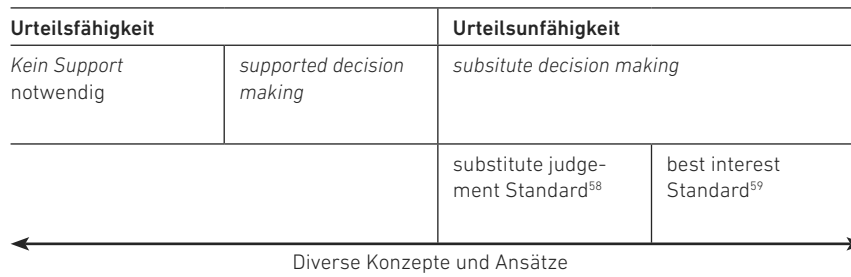 Urteilsfähigkeit
Urteilsunfähigkeit
Kein Support
notwendig
supported decision
making
subsitute decision making
substitute judge-
ment Standard58
best interest
Standard59
Diverse Konzepte und Ansätze